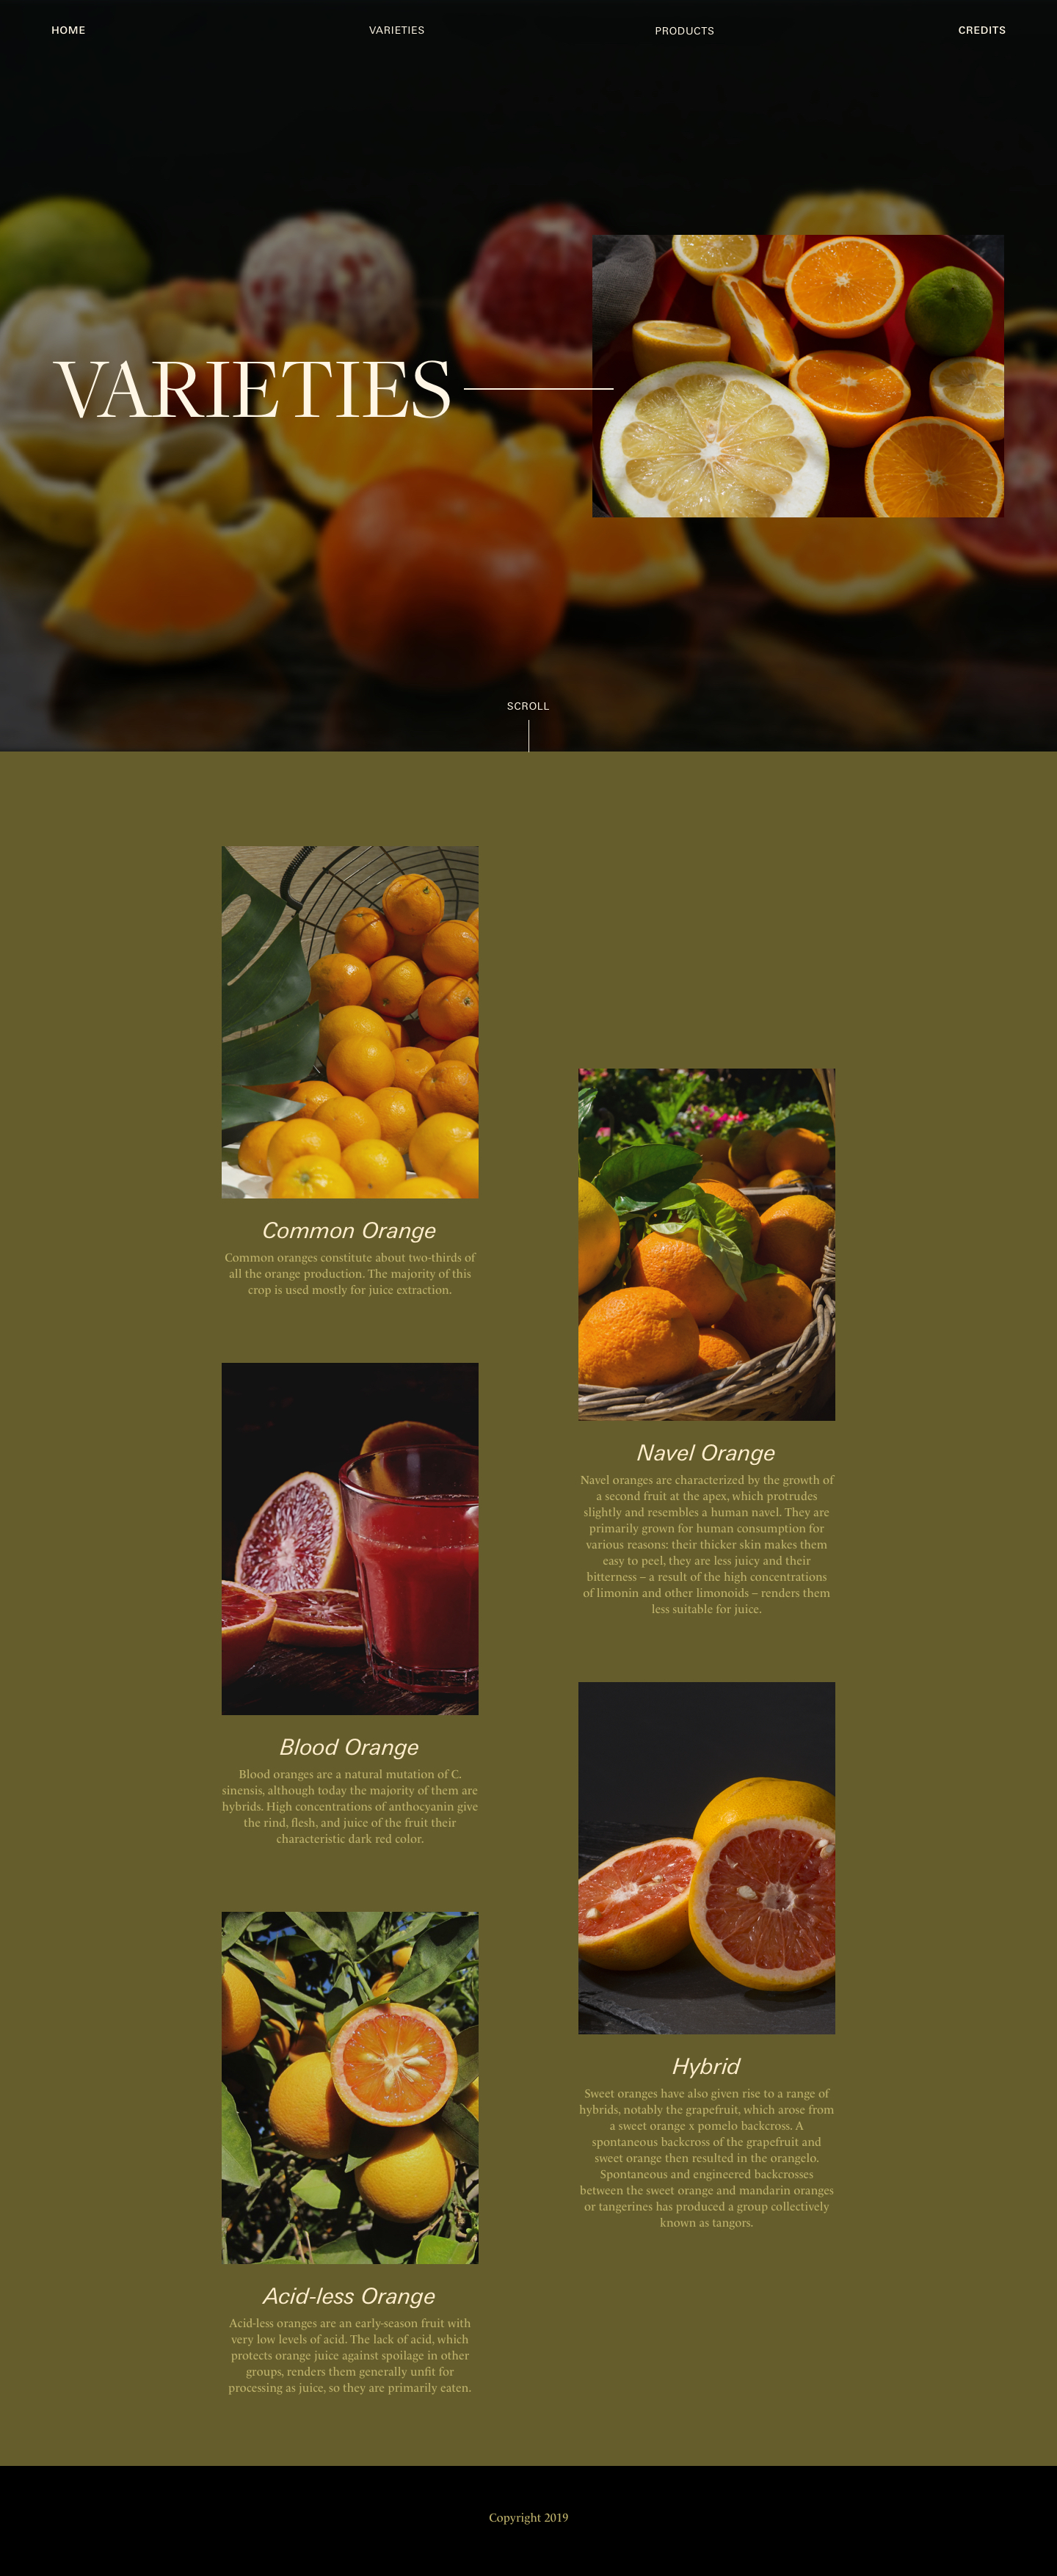 HOME
VARIETIES
PRODUCTS
CREDITS
VARIETIES
SCROLL
Common Orange
Common oranges constitute about two-thirds of
all the orange production. The majority of this
crop is used mostly for juice extraction.
Navel Orange
Navel oranges are characterized by the growth of
a second fruit at the apex, which protrudes
slightly and resembles a human navel. They are
primarily grown for human consumption for
various reasons: their thicker skin makes them
easy to peel, they are less juicy and their
bitterness – a result of the high concentrations
of limonin and other limonoids – renders them
less suitable for juice.
Blood Orange
Blood oranges are a natural mutation of C.
sinensis, although today the majority of them are
hybrids. High concentrations of anthocyanin give
the rind, flesh, and juice of the fruit their
characteristic dark red color.
Hybrid
Sweet oranges have also given rise to a range of
hybrids, notably the grapefruit, which arose from
a sweet orange x pomelo backcross. A
spontaneous backcross of the grapefruit and
sweet orange then resulted in the orangelo.
Spontaneous and engineered backcrosses
between the sweet orange and mandarin oranges
or tangerines has produced a group collectively
known as tangors.
Acid-less Orange
Acid-less oranges are an early-season fruit with
very low levels of acid. The lack of acid, which
protects orange juice against spoilage in other
groups, renders them generally unfit for
processing as juice, so they are primarily eaten.
Copyright 2019